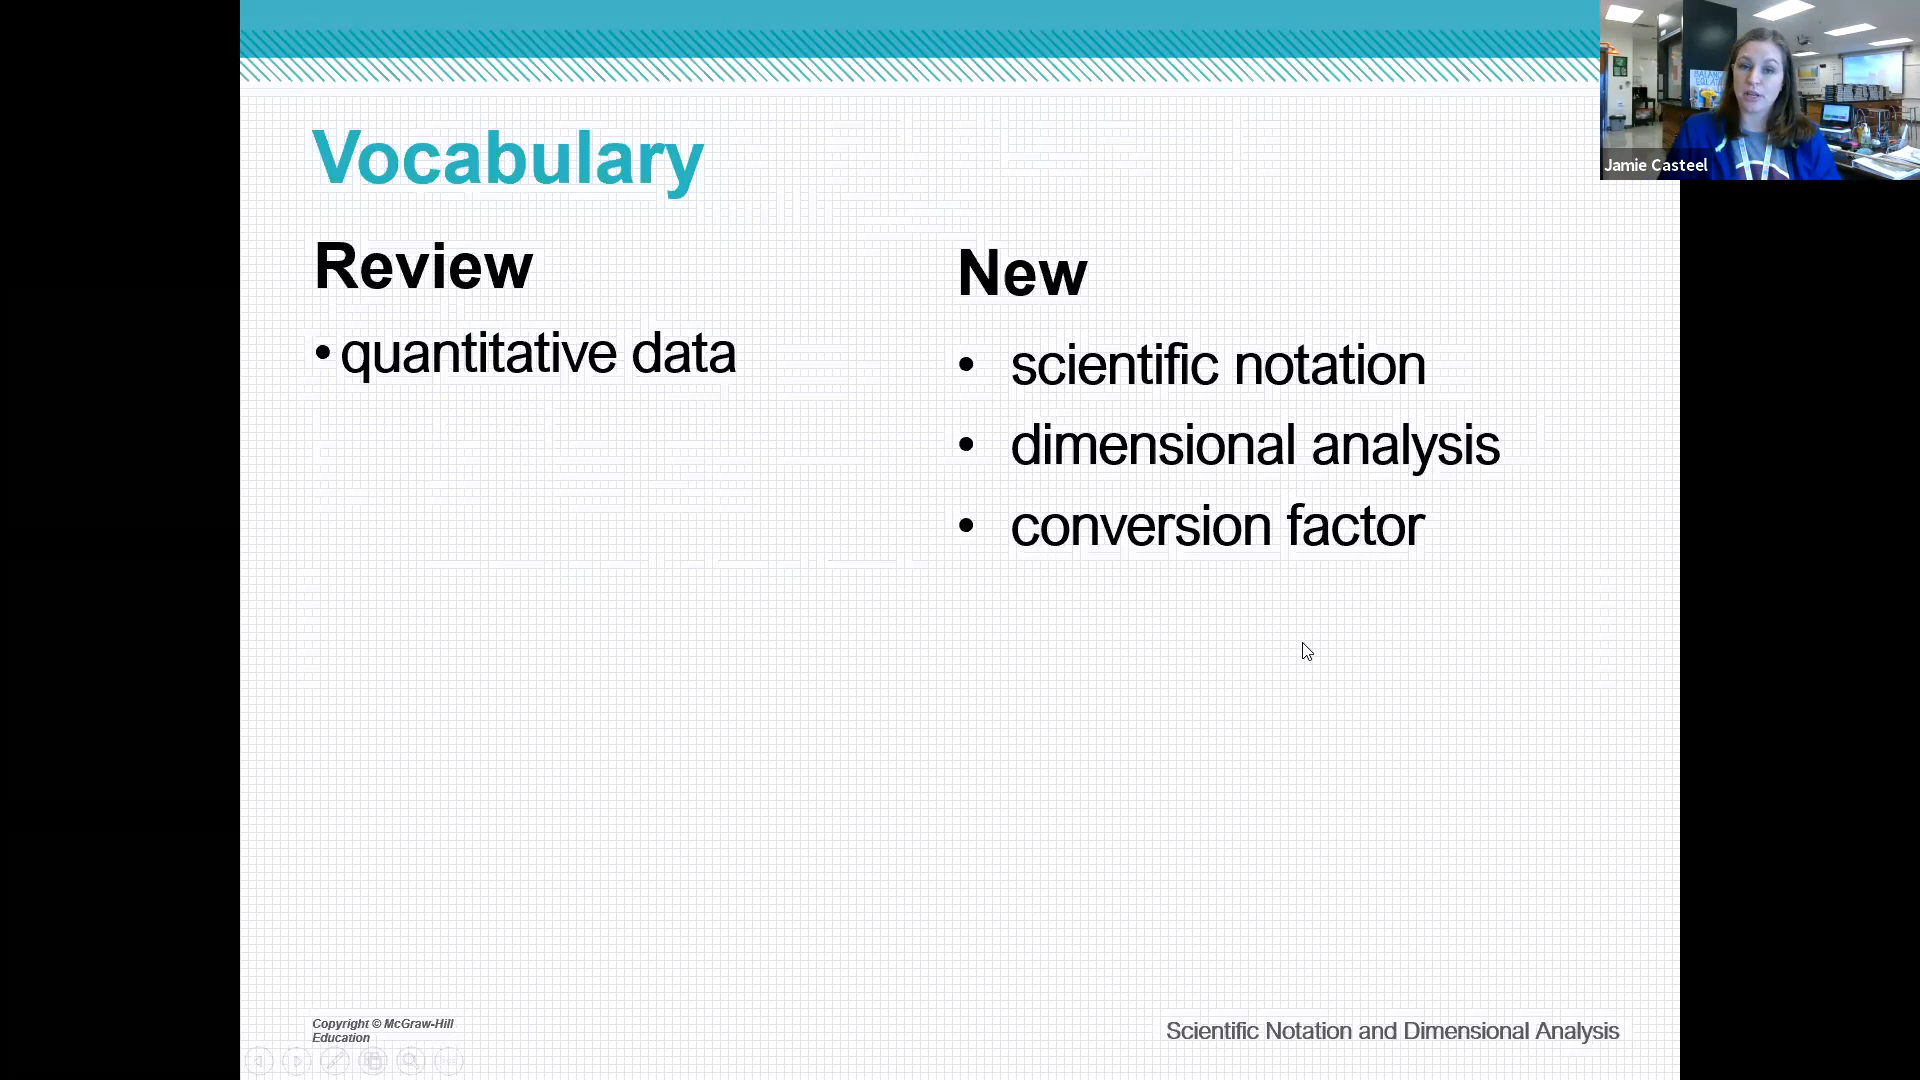 Vocabulary
Review
• quantitative data
New
• scientific notation
• dimensional analysis
• conversion factor
Jamie Casteel
Copyright © McGraw-Hill
Education
Scientific Notation and Dimensional Analysis